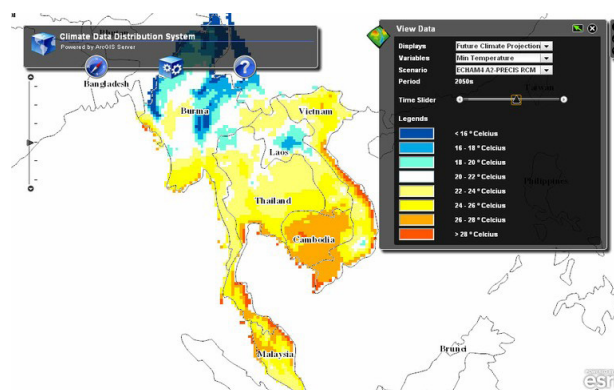 Climate Data Distribution System
Powered by ArcGIS Server
Bangladesh
Burma
Vietnam
Laos
Thailand
Cambodia
Malaysia
Brunei
Philippines
View Data
Displays Future Climate Projection
Variables Min Temperature
Scenario ECHAM4 A2-PRECIS RCM
Period 2050s
Time Slider
Legends
< 16 º Celcius
16 - 18 º Celcius
18 - 20 º Celcius
20 - 22 º Celcius
22 - 24 º Celcius
24 - 26 º Celcius
26 - 28 º Celcius
> 28 º Celcius
esri